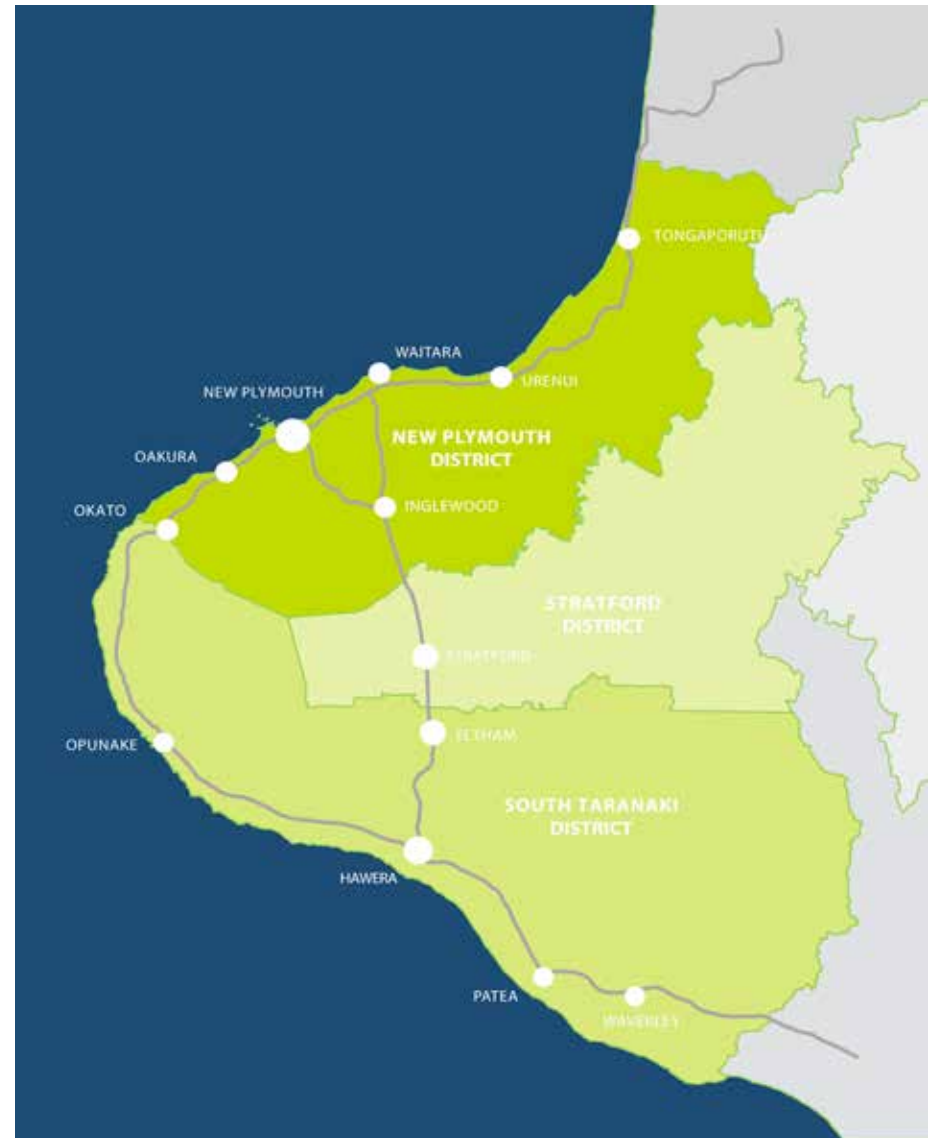 TONGAPORUTU
WAITARA
URENUI
NEW PLYMOUTH
NEW PLYMOUTH
DISTRICT
OAKURA
INGLEWOOD
OKATO
STRATFORD
DISTRICT
STRATFORD
ELTHAM
OPUNAKE
SOUTH TARANAKI
DISTRICT
HAWERA
PATEA
WAVERLEY